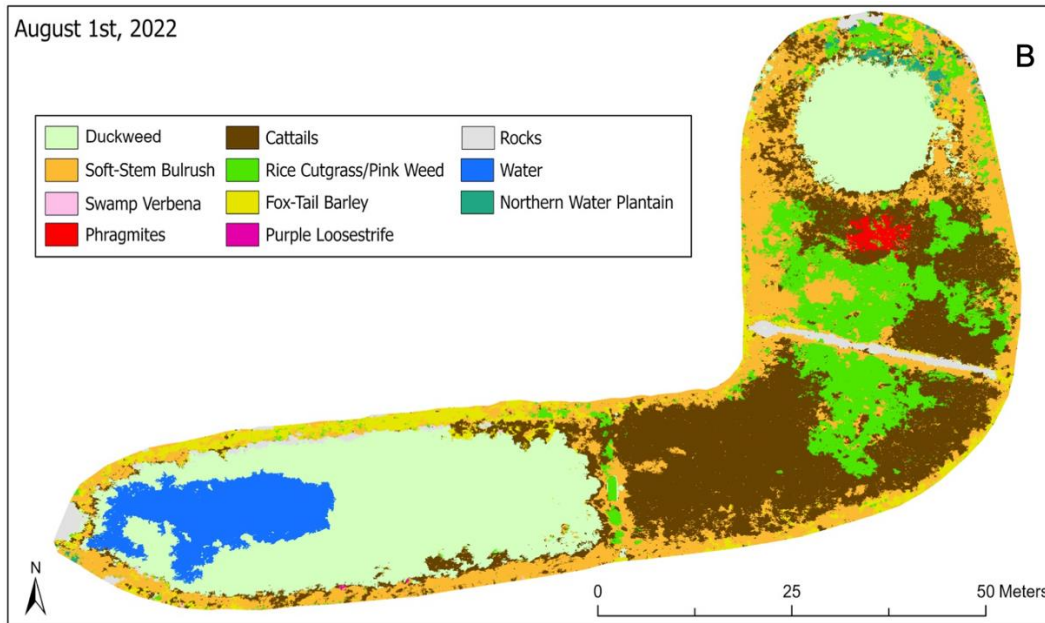 August 1st, 2022
B
Duckweed Cattails Rocks
Soft-Stem Bulrush Rice Cutgrass/Pink Weed Water
Swamp Verbena Fox-Tail Barley Northern Water Plantain
Phragmites Purple Loosestrife
N
0 25 50 Meters